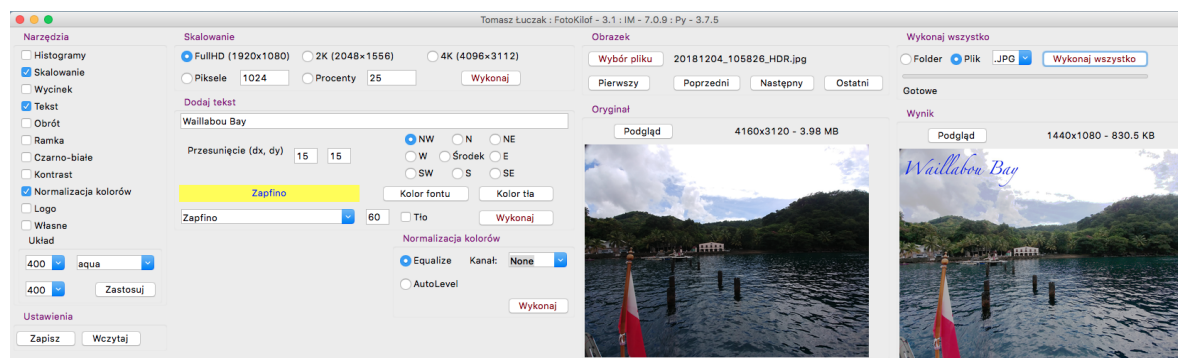 Tomasz Łuczak : FotoKilof - 3.1 : IM - 7.0.9 : Py - 3.7.5
Narzędzia
Histogramy
Skalowanie
Wycinek
Tekst
Obrót
Ramka
Czarno-białe
Kontrast
Normalizacja kolorów
Logo
Własne
Układ
400 aqua
400 Zastosuj
Ustawienia
Zapisz Wczytaj
Skalowanie
FullHD (1920x1080) 2K (2048×1556) 4K (4096×3112)
Piksele 1024 Procenty 25 Wykonaj
Dodaj tekst
Waillabou Bay
Przesunięcie (dx, dy) 15 15
NW N NE
W Środek E
SW S SE
Zapfino Kolor fontu Kolor tła
Zapfino 60 Tło Wykonaj
Normalizacja kolorów
Equalize Kanał: None
AutoLevel
Wykonaj
Obrazek
Wybór pliku 20181204_105826_HDR.jpg
Pierwszy Poprzedni Następny Ostatni
Oryginał
Podgląd 4160x3120 - 3.98 MB
Wykonaj wszystko
Folder Plik .JPG Wykonaj wszystko
Gotowe
Wynik
Podgląd 1440x1080 - 830.5 KB
Waillabou Bay